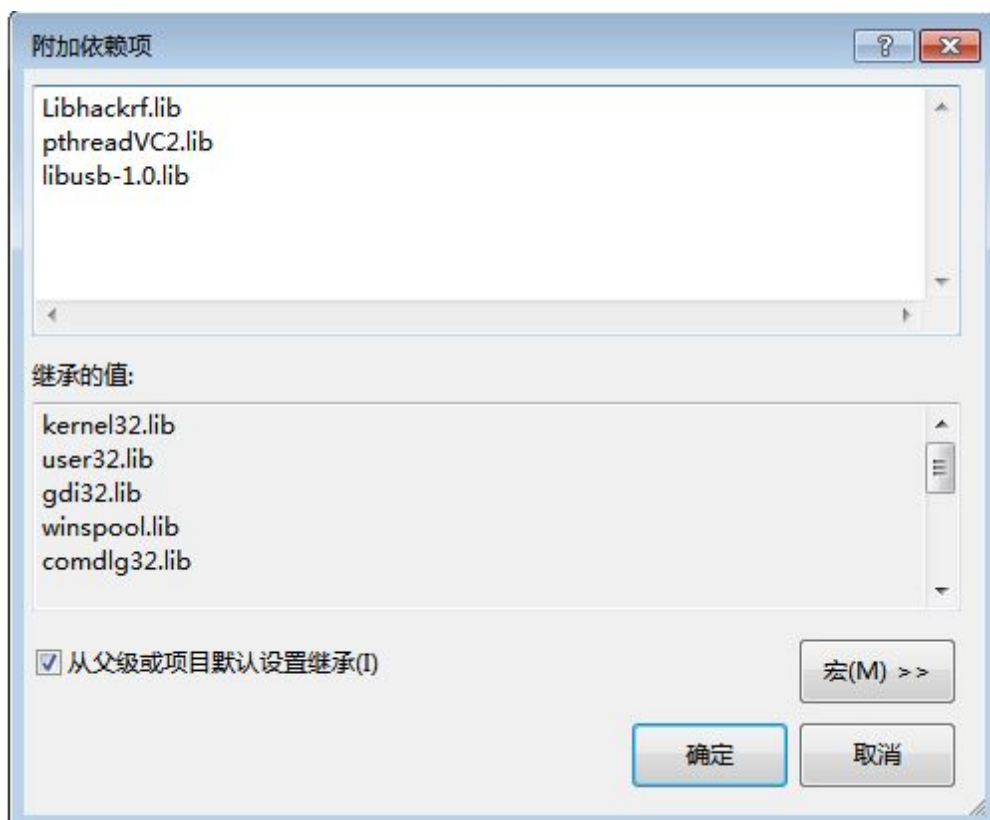 附加依赖项
Libhackrf.lib
pthreadVC2.lib
libusb-1.0.lib
继承的值:
kernel32.lib
user32.lib
gdi32.lib
winspool.lib
comdlg32.lib
从父级或项目默认设置继承(I)
宏(M) >>
确定
取消